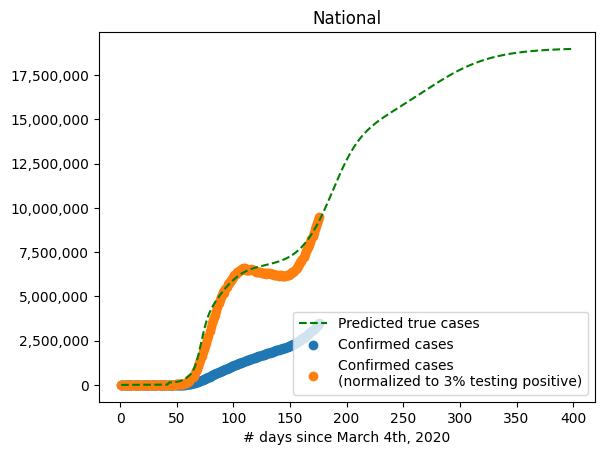 National
17,500,000
15,000,000
12,500,000
10,000,000
7,500,000
5,000,000
2,500,000
0
Predicted true cases
Confirmed cases
Confirmed cases
(normalized to 3% testing positive)
0 50 100 150 200 250 300 350 400
# days since March 4th, 2020